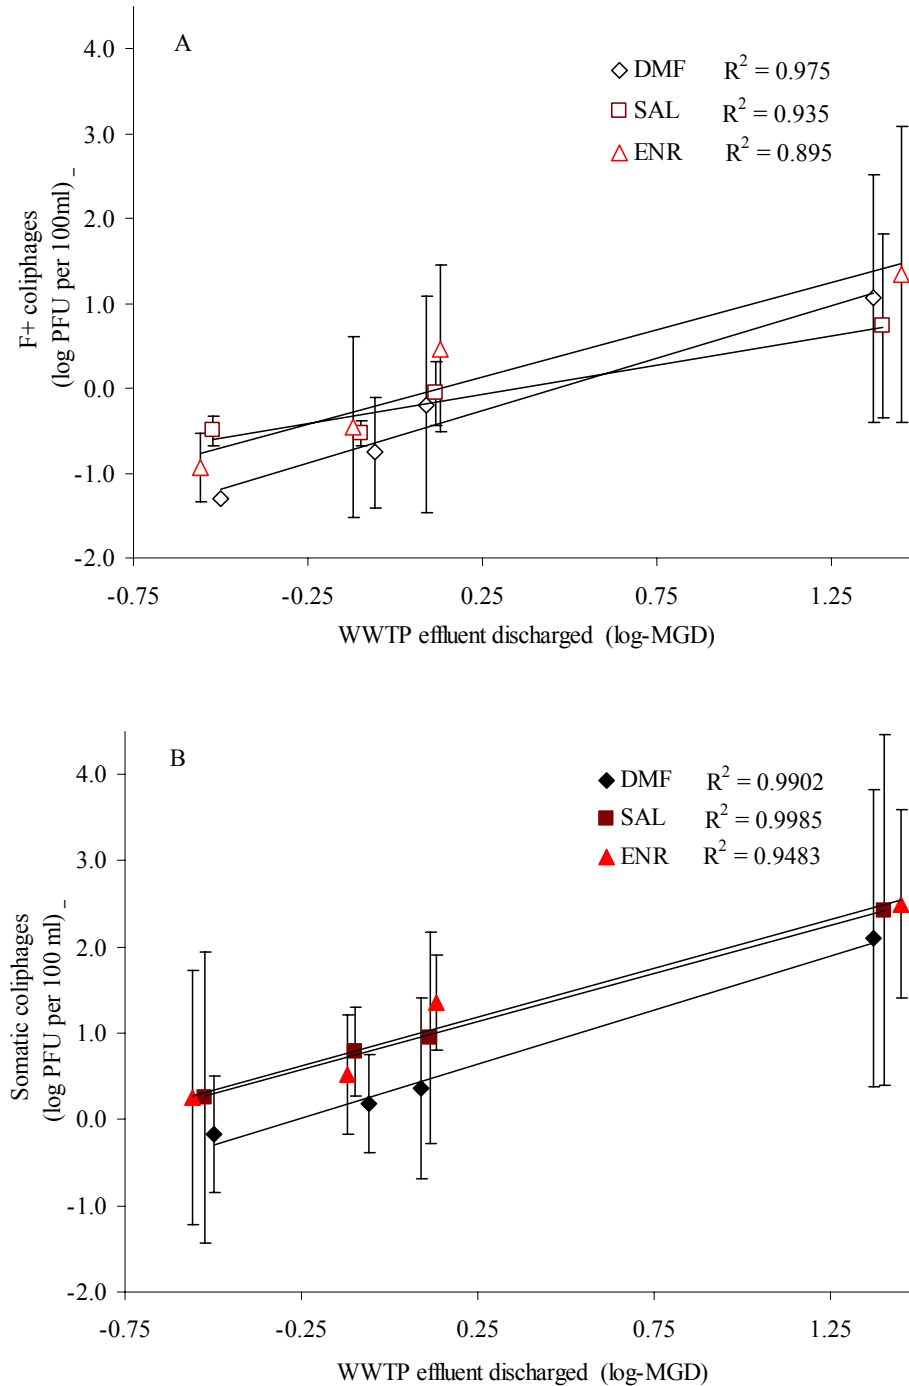 A
4.0
3.0
2.0
1.0
0.0
-1.0
-2.0
F+ coliphages
(log PFU per 100ml) _
DMF R² = 0.975
SAL R² = 0.935
ENR R² = 0.895
-0.75 -0.25 0.25 0.75 1.25
WWTP effluent discharged (log-MGD)
B
4.0
3.0
2.0
1.0
0.0
-1.0
-2.0
Somatic coliphages
(log PFU per 100 ml) _
DMF R² = 0.9902
SAL R² = 0.9985
ENR R² = 0.9483
-0.75 -0.25 0.25 0.75 1.25
WWTP effluent discharged (log-MGD)